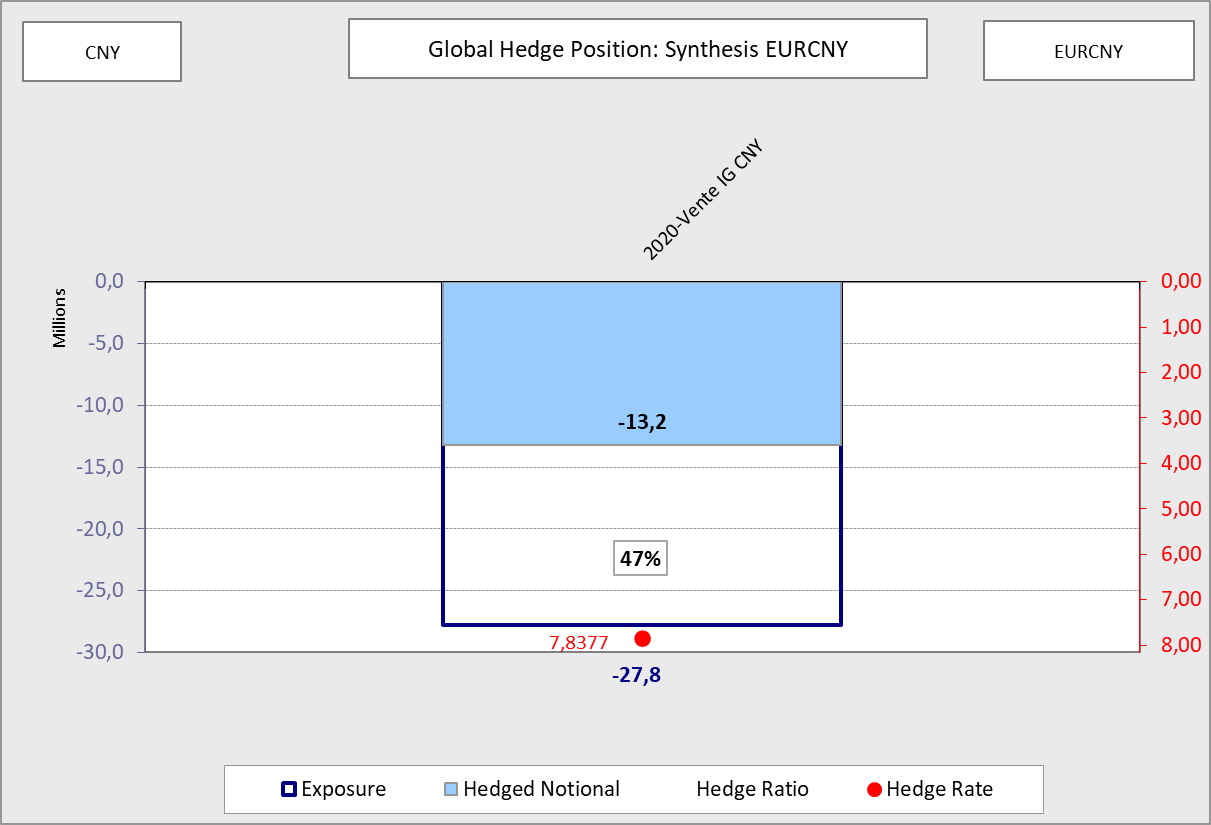 CNY
Global Hedge Position: Synthesis EURCNY
EURCNY
2020-Vente IG CNY
Millions
0,0
-5,0
-10,0
-15,0
-20,0
-25,0
-30,0
0,00
1,00
2,00
3,00
4,00
5,00
6,00
7,00
8,00
-13,2
47%
7,8377
-27,8
Exposure
Hedged Notional
Hedge Ratio
Hedge Rate